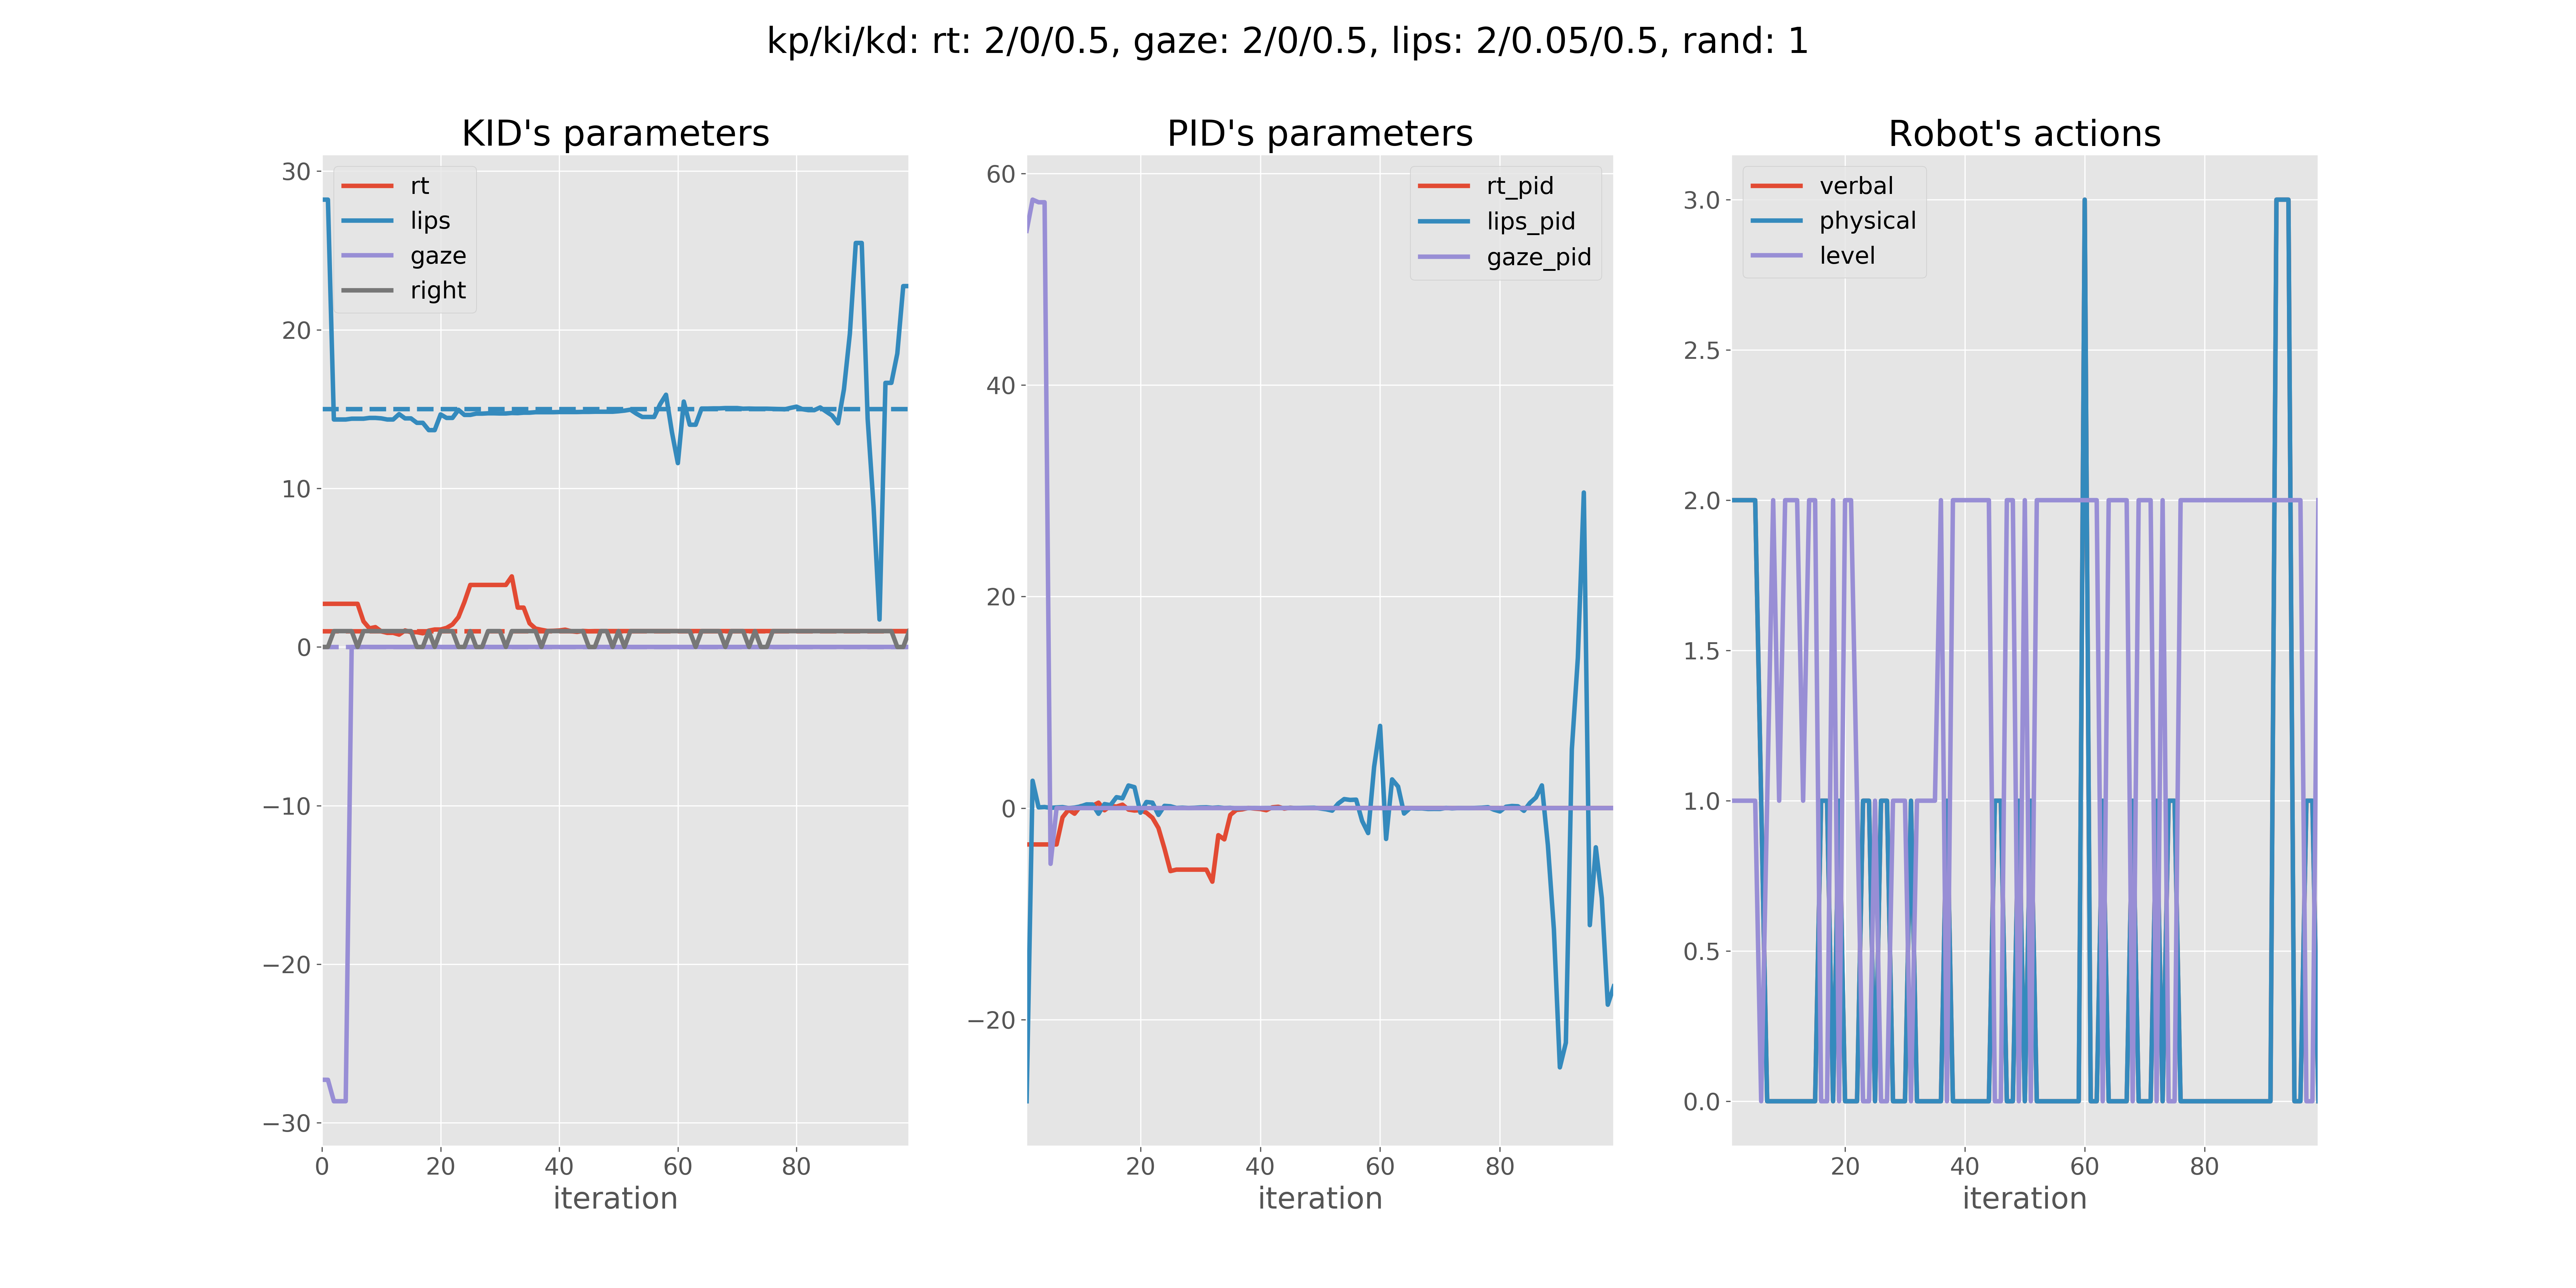 kp/ki/kd: rt: 2/0/0.5, gaze: 2/0/0.5, lips: 2/0.05/0.5, rand: 1
KID's parameters
30
20
10
0
−10
−20
−30
rt
lips
gaze
right
0 20 40 60 80
iteration
PID's parameters
60
40
20
0
−20
rt_pid
lips_pid
gaze_pid
20 40 60 80
iteration
Robot's actions
3.0
2.5
2.0
1.5
1.0
0.5
0.0
verbal
physical
level
20 40 60 80
iteration